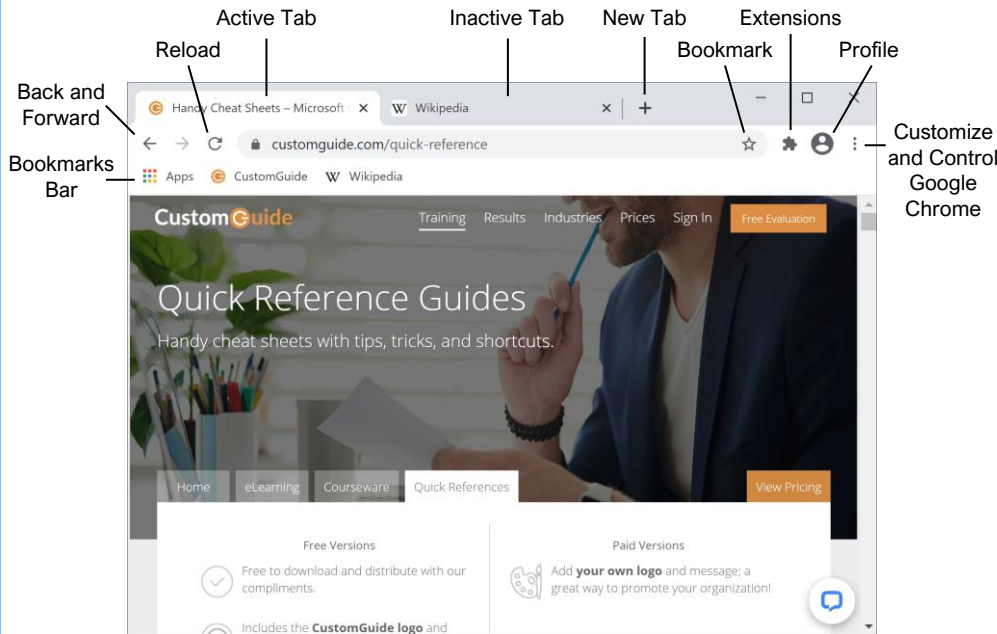 Active Tab
Inactive Tab
New Tab
Extensions
Reload
Bookmark
Profile
Back and
Forward
Bookmarks
Bar
Customize
and Control
Google
Chrome
Handy Cheat Sheets – Microsoft
W Wikipedia
customguide.com/quick-reference
Apps
CustomGuide
W Wikipedia
CustomGuide
Training
Results
Industries
Prices
Sign In
Free Evaluation
Quick Reference Guides
Handy cheat sheets with tips, tricks, and shortcuts.
Home
eLearning
Courseware
Quick References
View Pricing
Free Versions
Free to download and distribute with our
compliments.
Includes the CustomGuide logo and
Paid Versions
Add your own logo and message; a
great way to promote your organization!